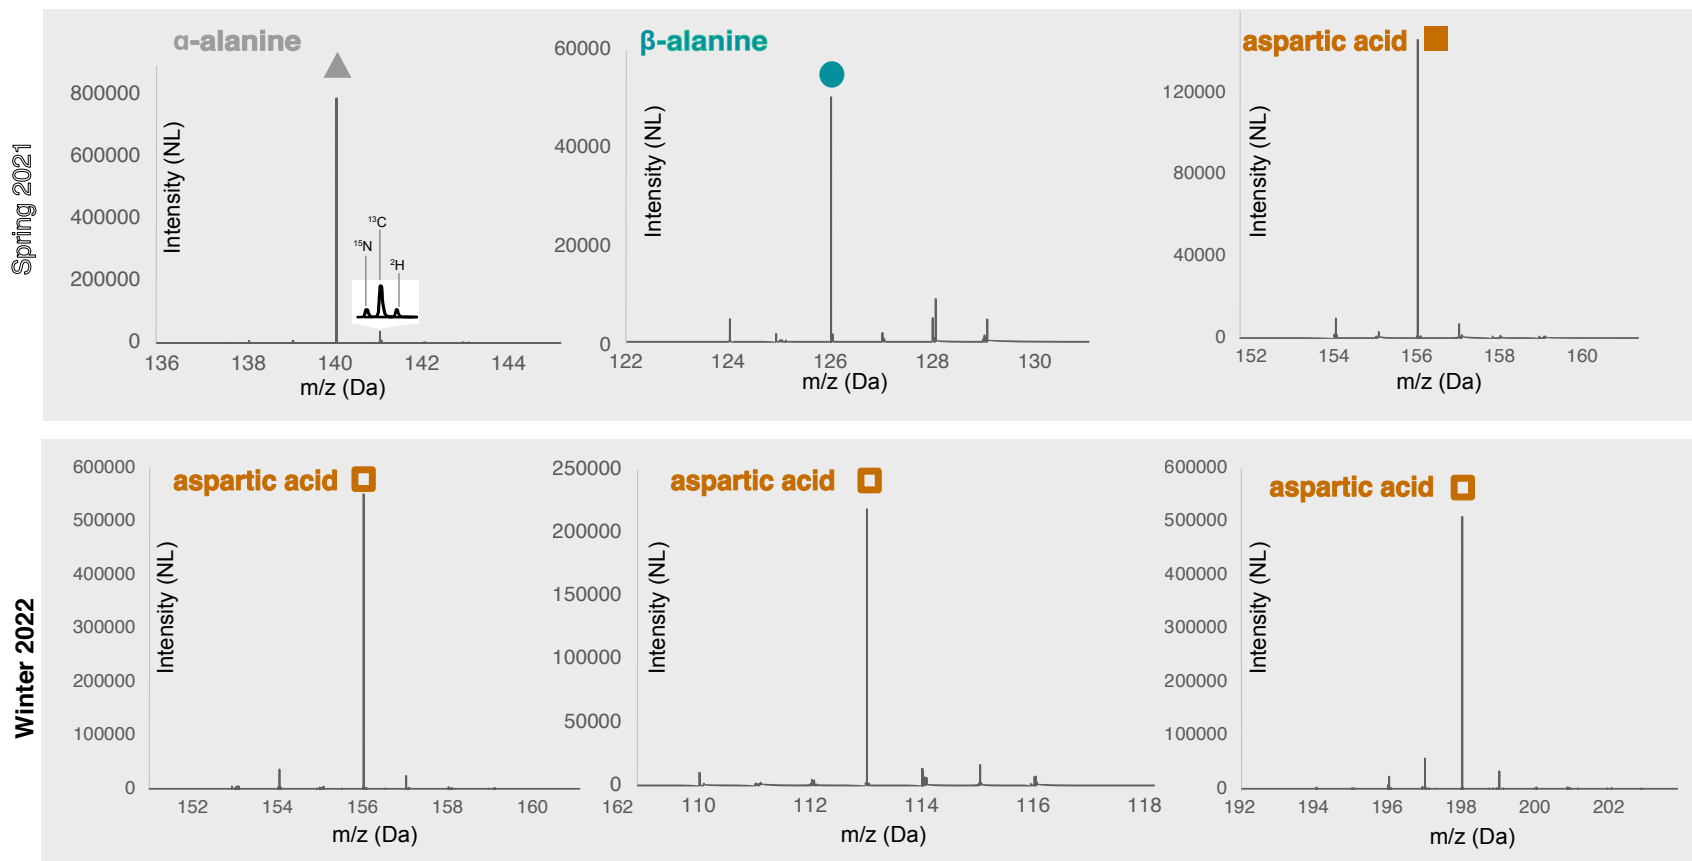 Spring 2021
α-alanine
800000
600000
400000
200000
0
Intensity (NL)
15N
13C
2H
136 138 140 142 144
m/z (Da)
β-alanine
60000
40000
20000
0
Intensity (NL)
122 124 126 128 130
m/z (Da)
aspartic acid
120000
80000
40000
0
Intensity (NL)
152 154 156 158 160
m/z (Da)
Winter 2022
aspartic acid
600000
500000
400000
300000
200000
100000
0
Intensity (NL)
152 154 156 158 160
m/z (Da)
aspartic acid
250000
200000
150000
100000
50000
0
Intensity (NL)
162 110 112 114 116 118
m/z (Da)
aspartic acid
600000
500000
400000
300000
200000
100000
0
Intensity (NL)
192 194 196 198 200 202
m/z (Da)